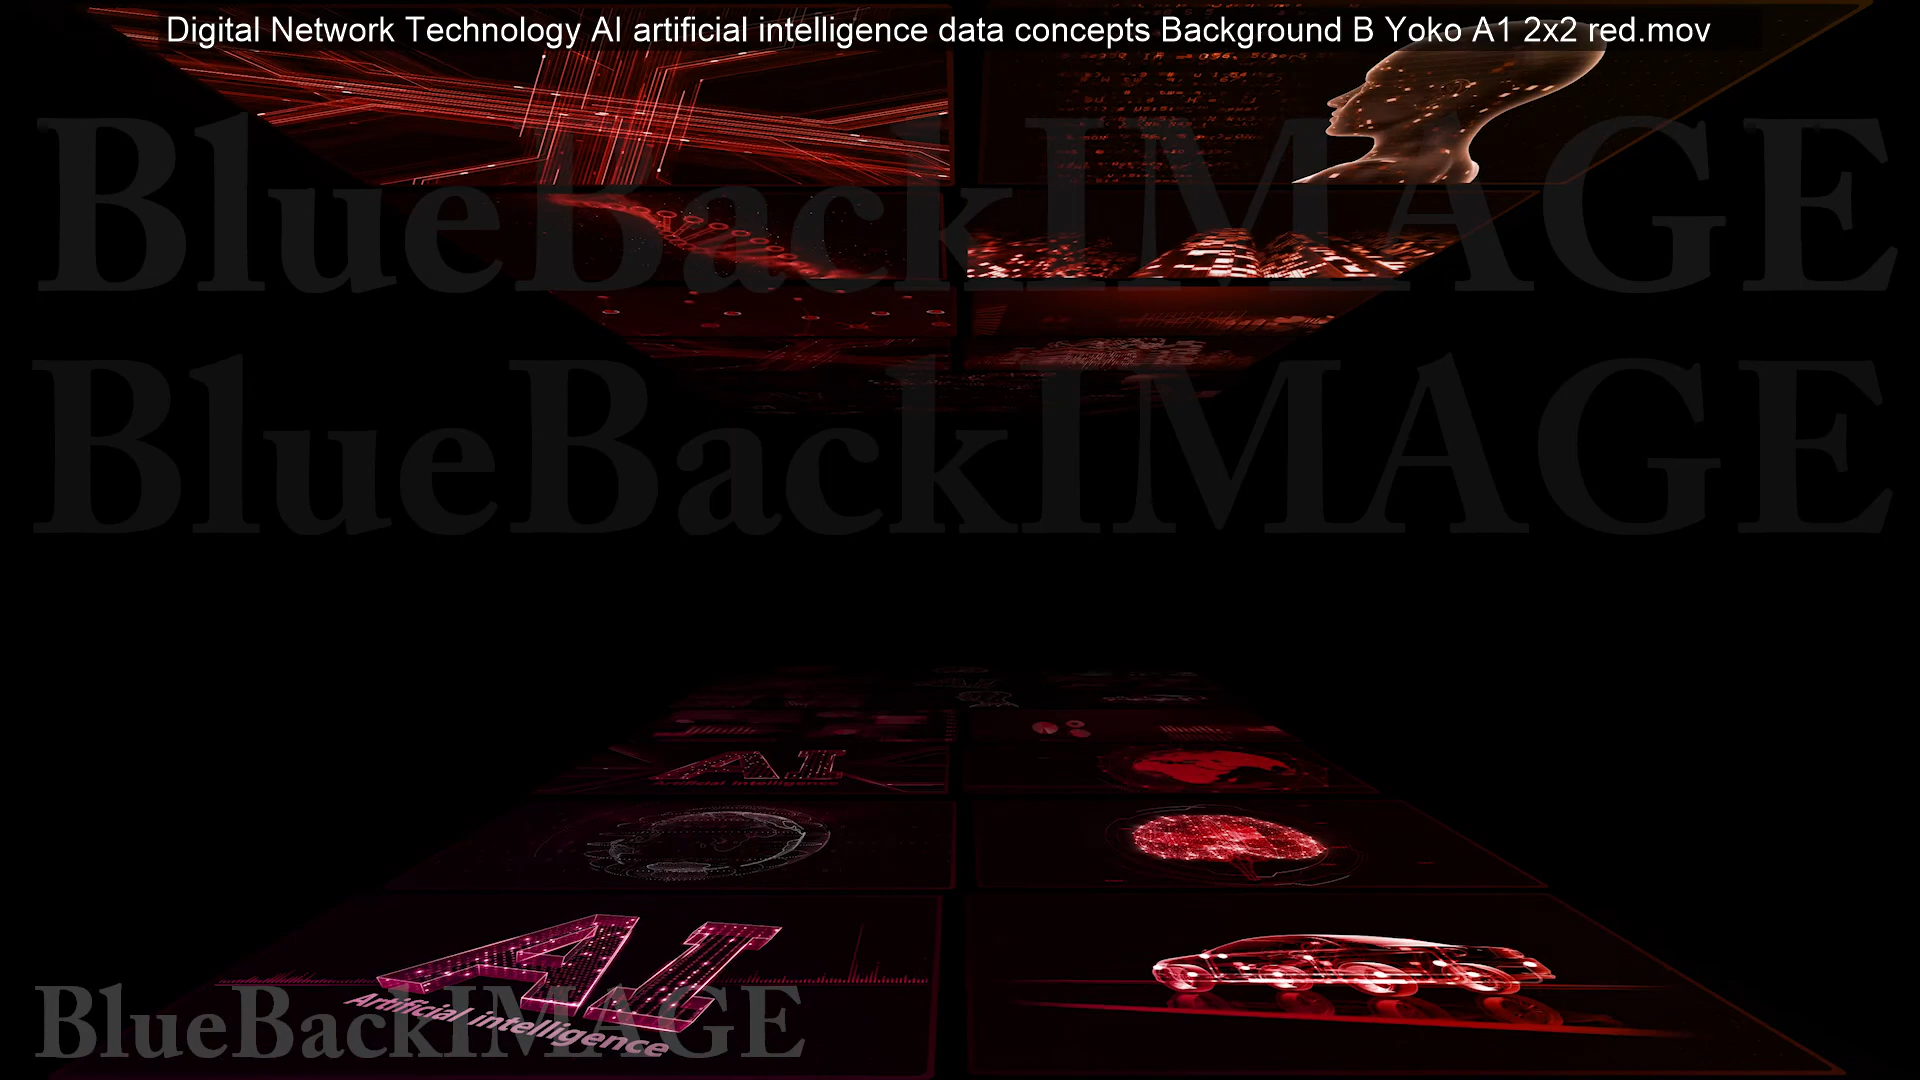 Digital Network Technology AI artificial intelligence data concepts Background B Yoko A1 2x2 red.mov
BlueBackIMAGE
BlueBackIMAGE
AI
Artificial intelligence
AI
Artificial intelligence
BlueBackIMAGE